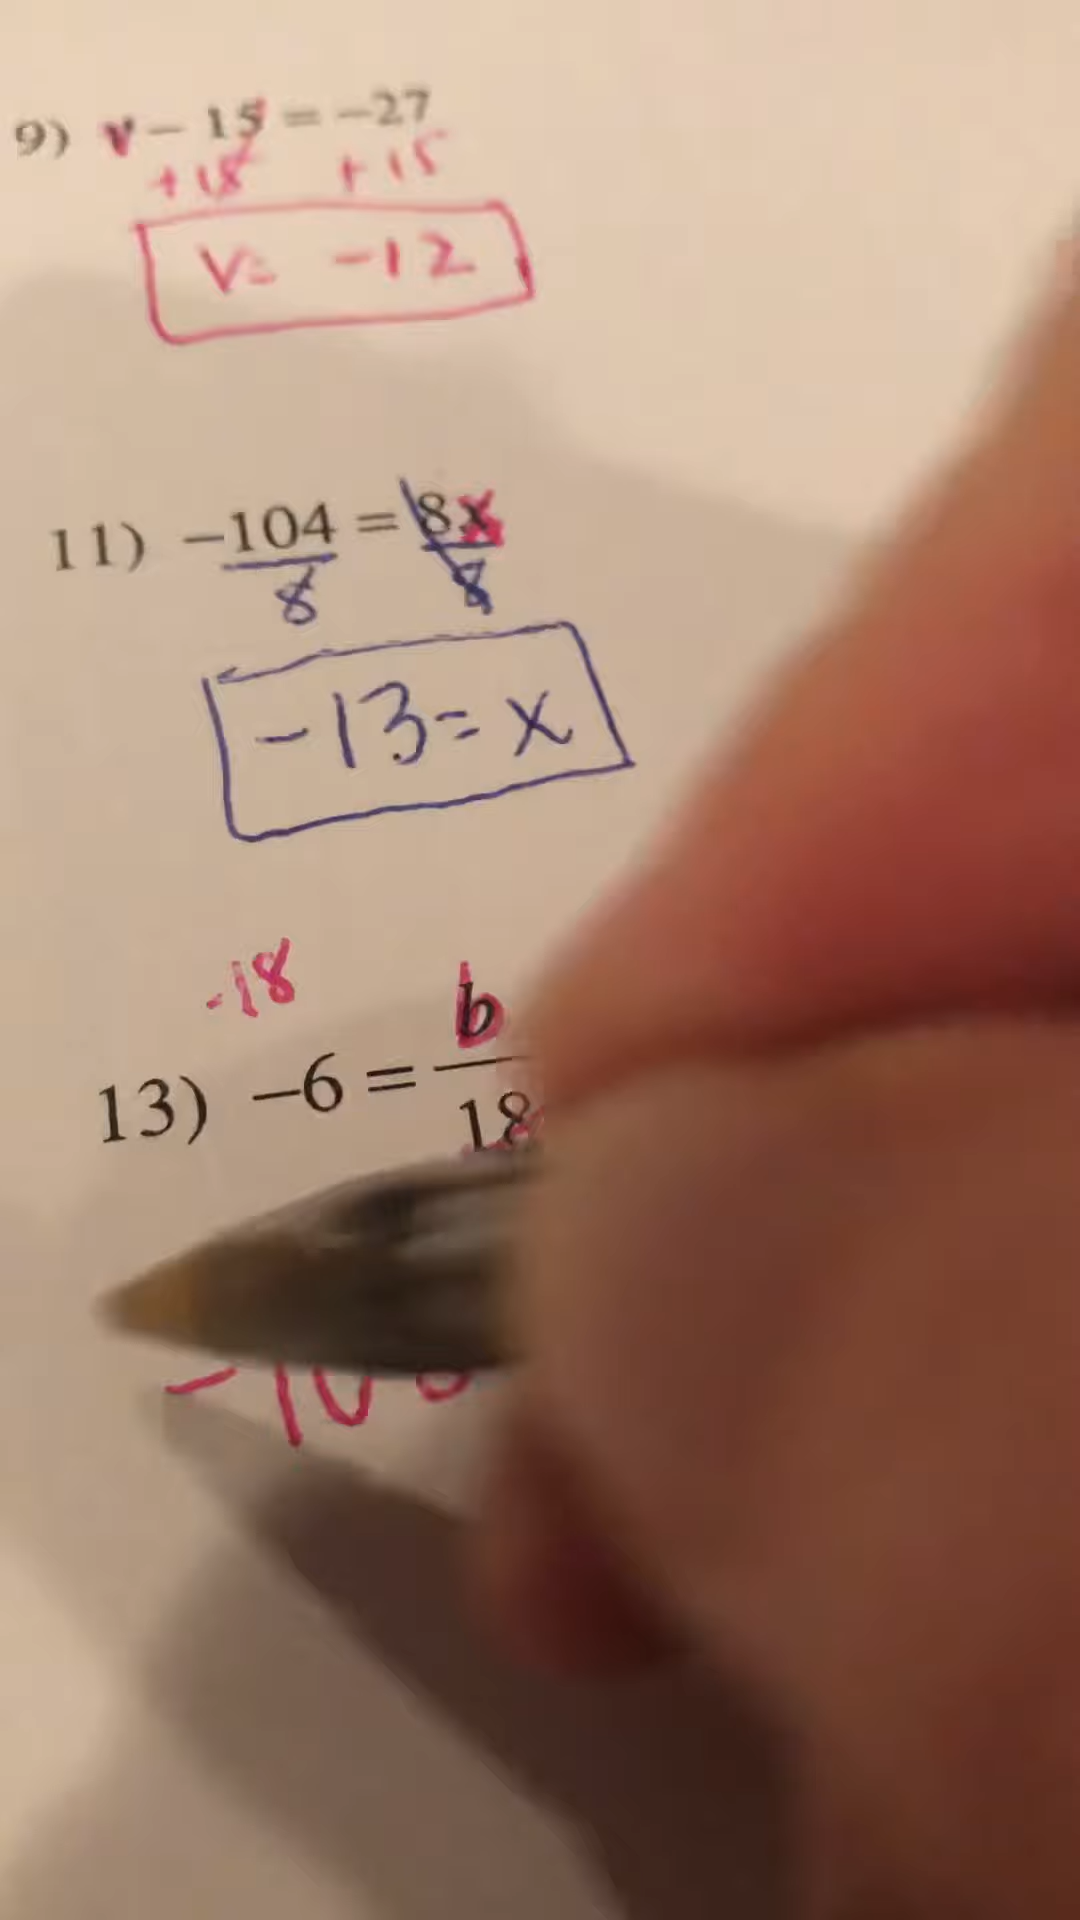 9) v - 15 = -27
+15 +15
v= -12
11) -104 = 8x
8 8
-13= x
-18 b
13) -6 =
18